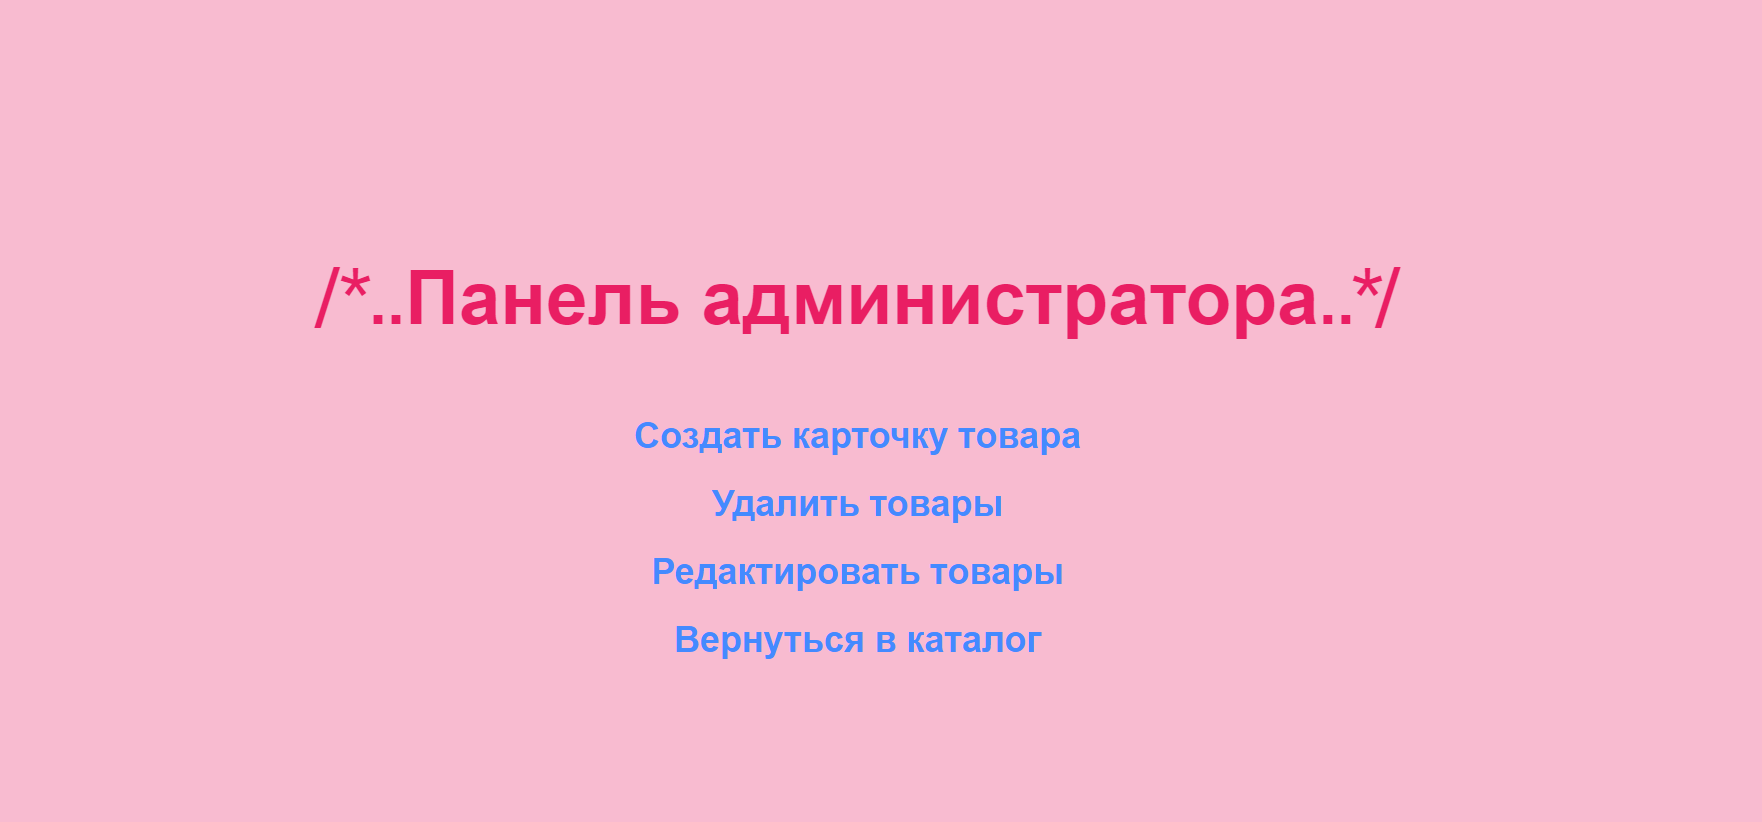 /*..Панель администратора..*/
Создать карточку товара
Удалить товары
Редактировать товары
Вернуться в каталог